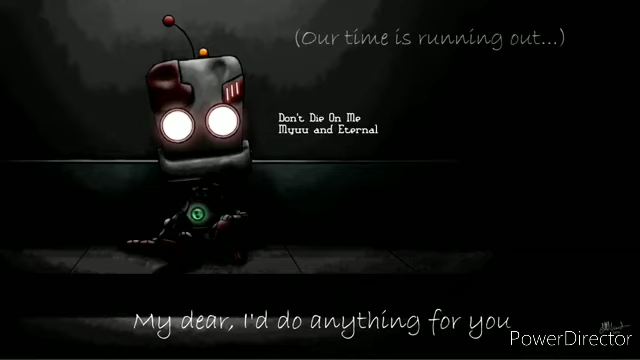 (Our time is running out...)
Don't Die On Me
Myuu and Eternal
My dear, I'd do anything for you
PowerDirector